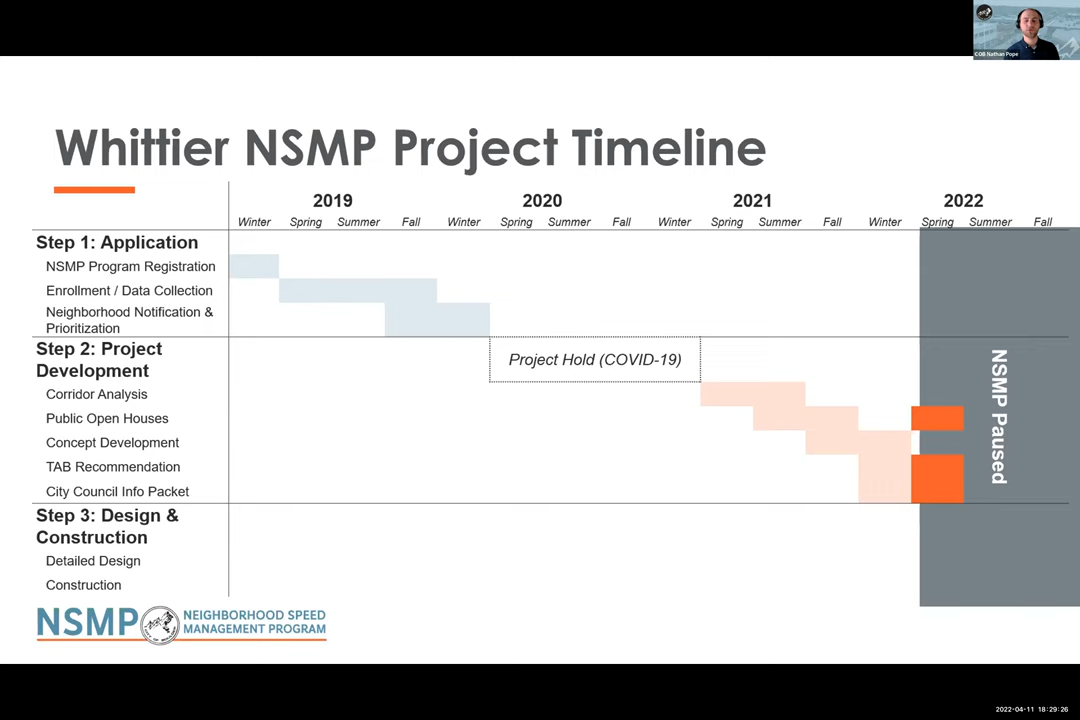 COB Nathan Pope
Whittier NSMP Project Timeline
2019 2020 2021 2022
Winter Spring Summer Fall Winter Spring Summer Fall Winter Spring Summer Fall Winter Spring Summer Fall
Step 1: Application
NSMP Program Registration
Enrollment / Data Collection
Neighborhood Notification &
Prioritization
Step 2: Project
Development
Project Hold (COVID-19)
Corridor Analysis
Public Open Houses
Concept Development
TAB Recommendation
City Council Info Packet
NSMP Paused
Step 3: Design &
Construction
Detailed Design
Construction
NSMP
NEIGHBORHOOD SPEED
MANAGEMENT PROGRAM
2022-04-11 18:29:26